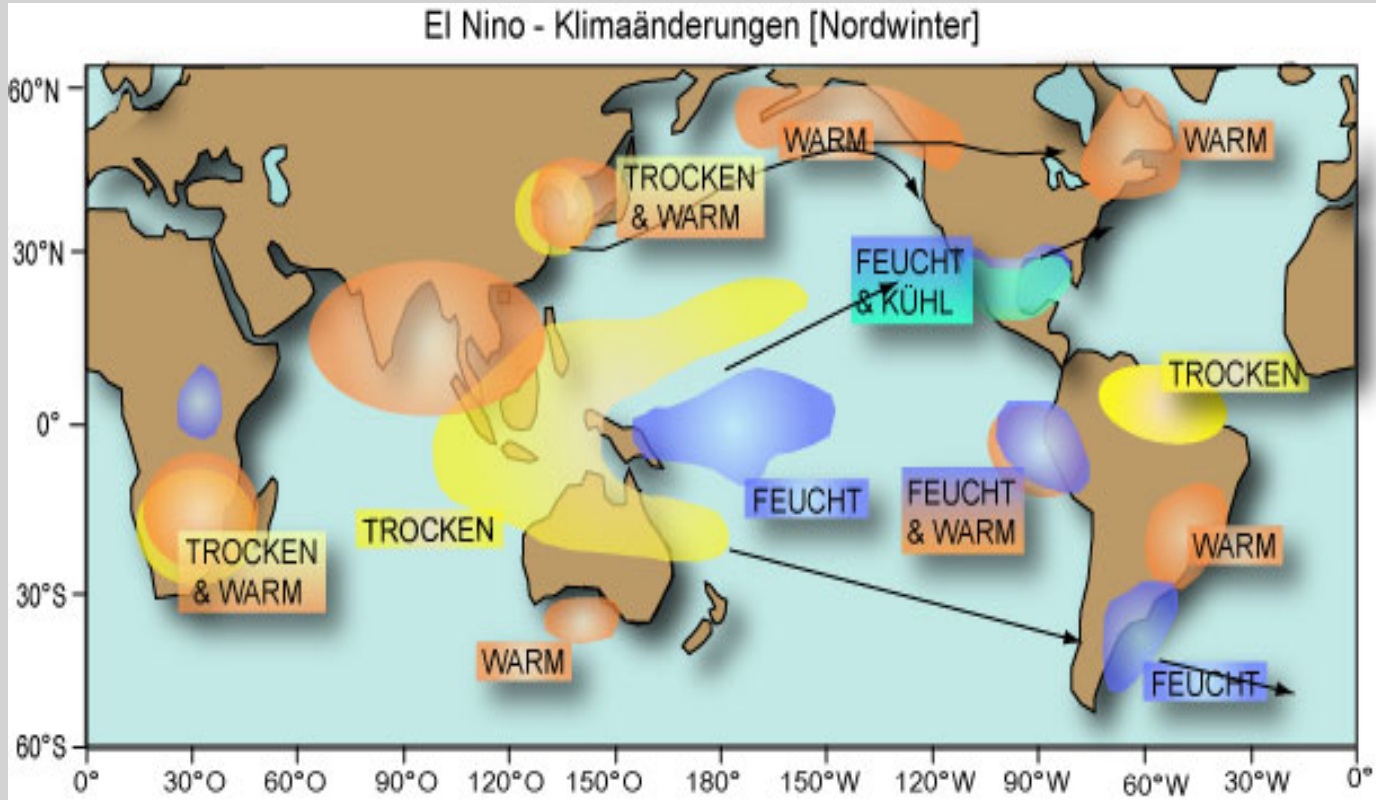 El Nino - Klimaänderungen [Nordwinter]
60°N
WARM
WARM
TROCKEN
& WARM
30°N
FEUCHT
& KÜHL
TROCKEN
0°
FEUCHT
FEUCHT
& WARM
TROCKEN
TROCKEN
& WARM
WARM
30°S
WARM
FEUCHT
60°S
0° 30°O 60°O 90°O 120°O 150°O 180° 150°W 120°W 90°W 60°W 30°W 0°